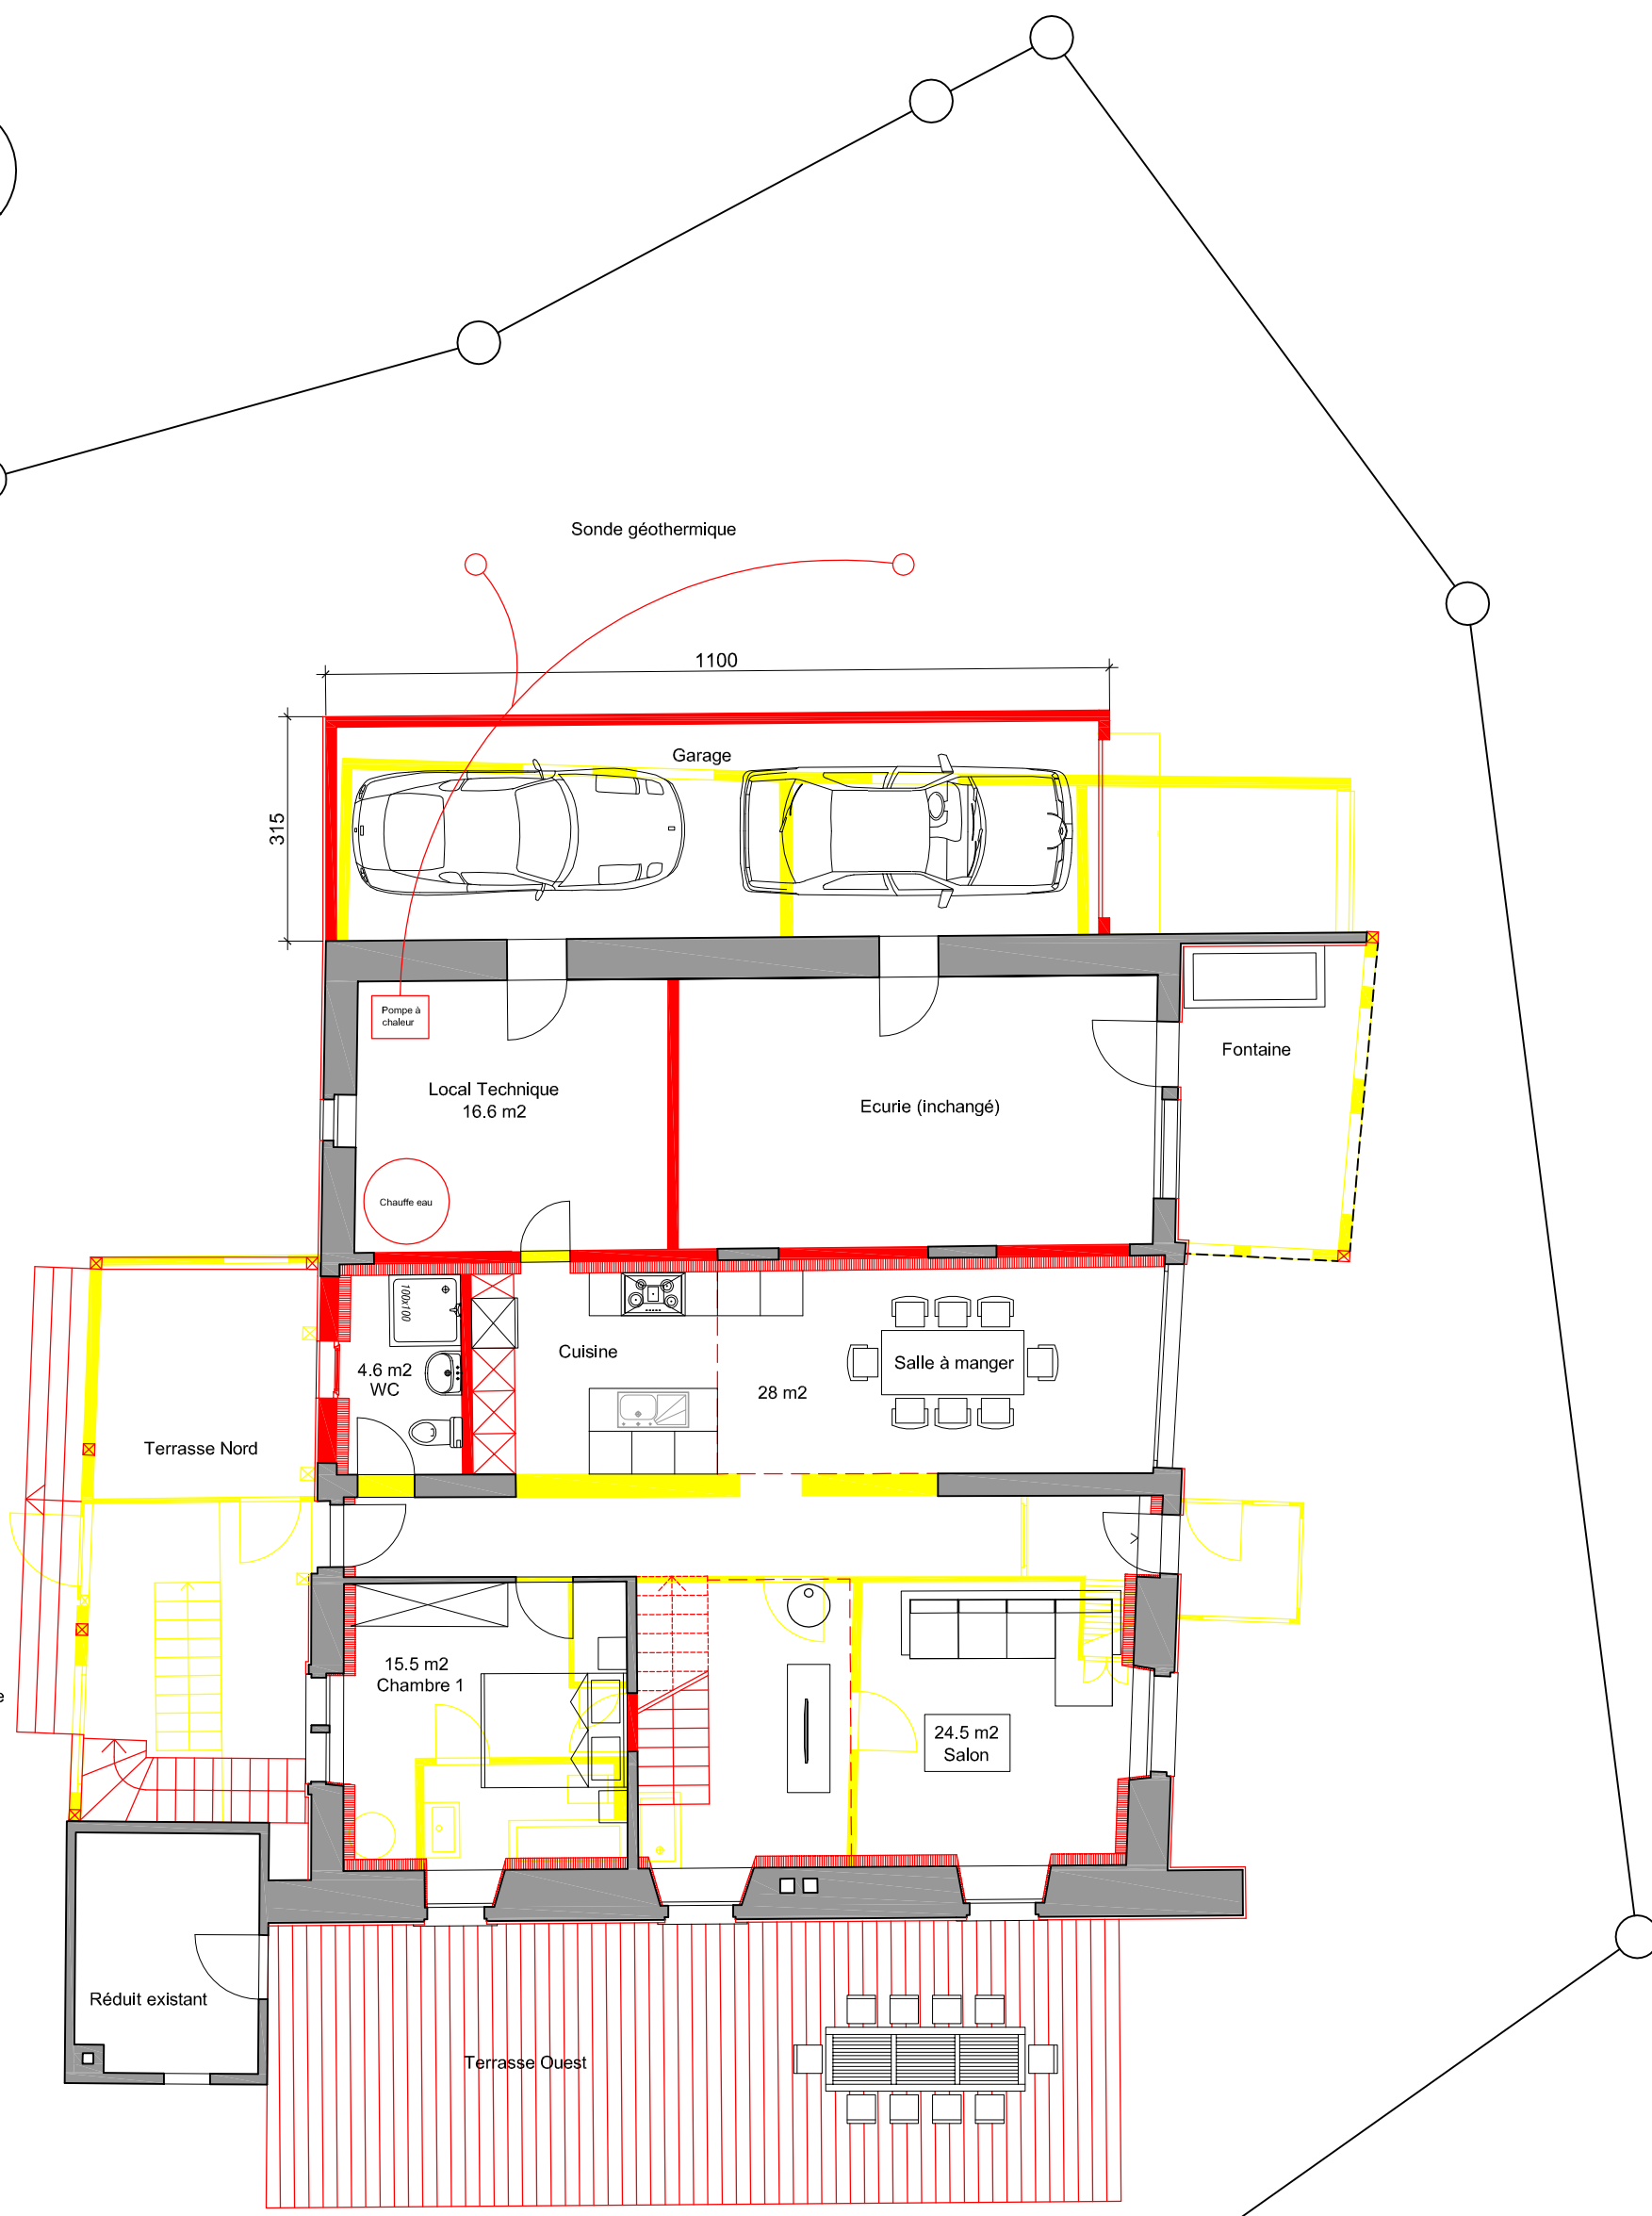 Sonde géothermique
1100
315
Garage
Pompe à
chaleur
Local Technique
16.6 m2
Ecurie (inchangé)
Fontaine
Chauffe eau
100x100
4.6 m2
WC
Cuisine
28 m2
Salle à manger
Terrasse Nord
15.5 m2
Chambre 1
24.5 m2
Salon
e
Réduit existant
Terrasse Ouest